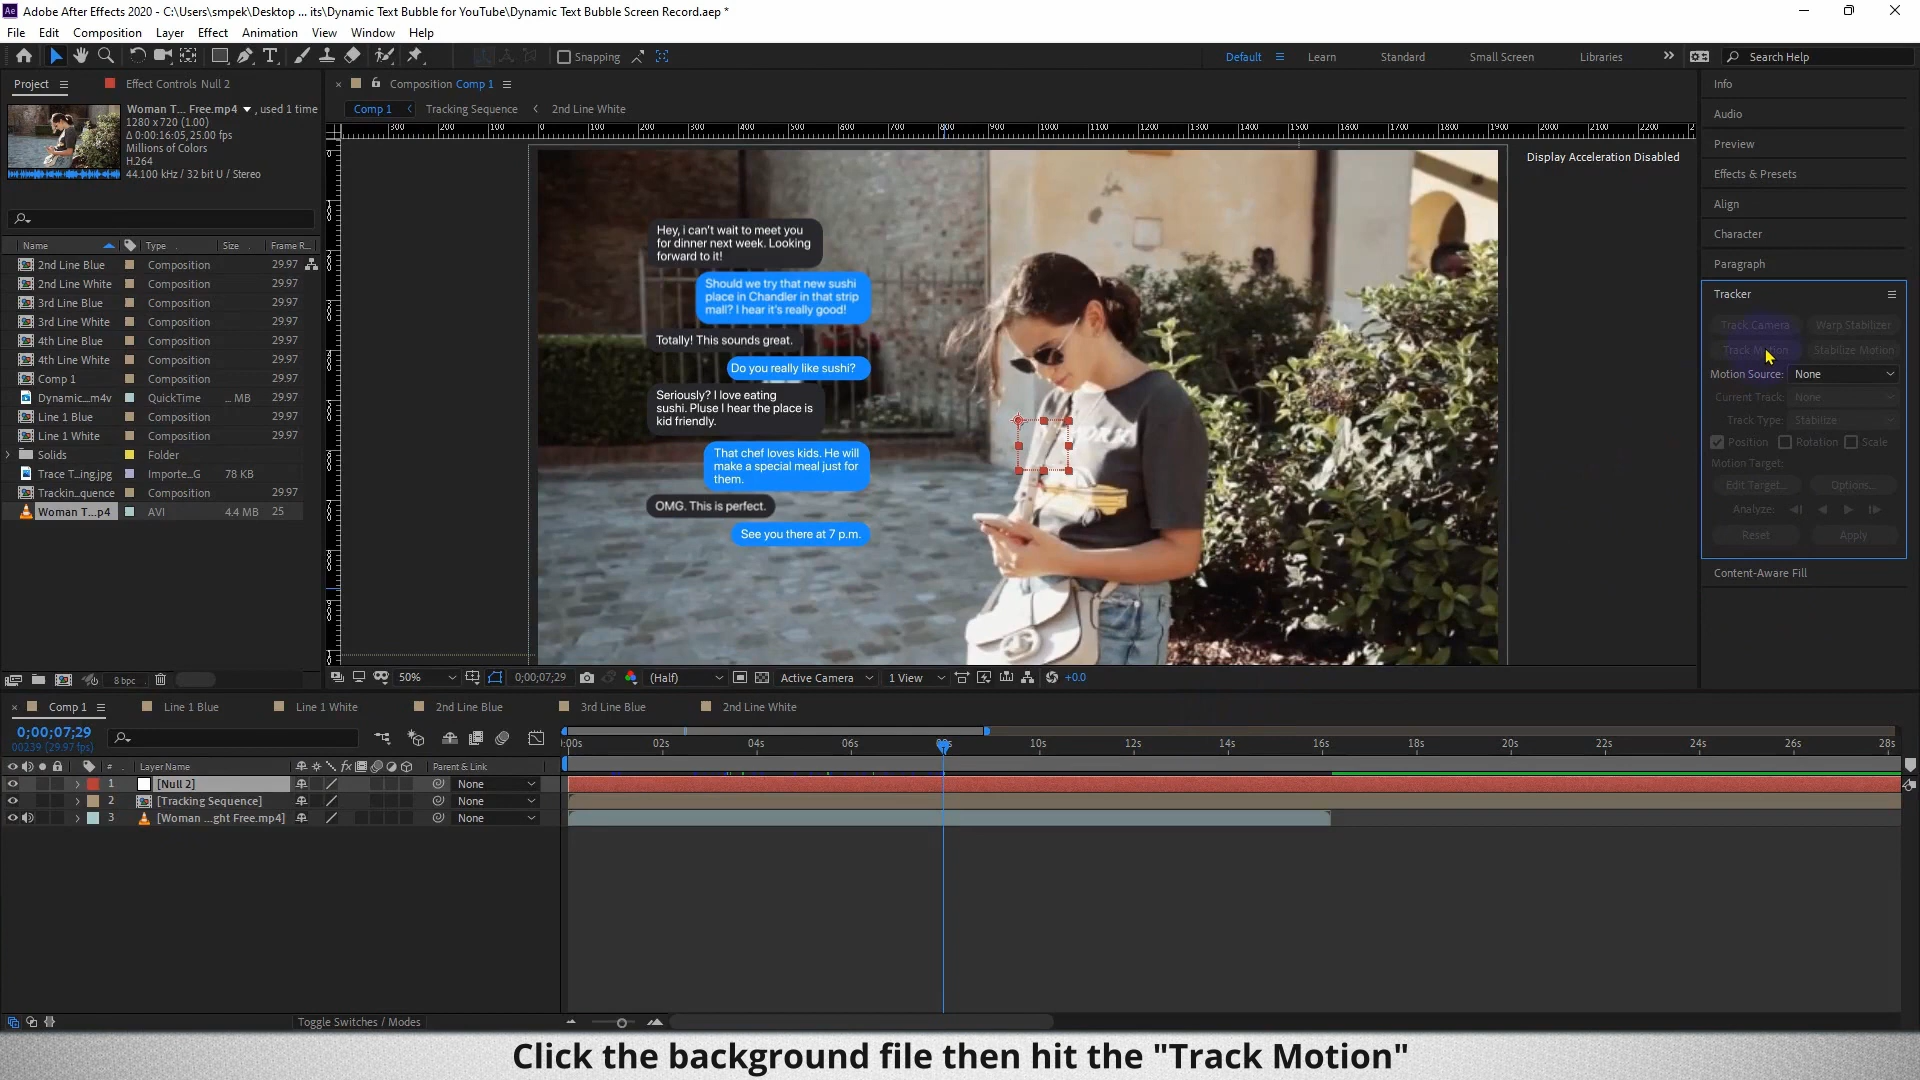 Adobe After Effects 2020 - C:\Users\smpek\Desktop ... its\Dynamic Text Bubble for YouTube\Dynamic Text Bubble Screen Record.aep *
File Edit Composition Layer Effect Animation View Window Help
Snapping Default Learn Standard Small Screen Libraries Search Help
Project Effect Controls Null 2 Composition Comp 1
Woman T... Free.mp4 , used 1 time
1280 x 720 (1.00)
Δ 0:00:16:05, 25.00 fps
Millions of Colors
H.264
44.100 kHz / 32 bit U / Stereo
Comp 1 Tracking Sequence 2nd Line White
Display Acceleration Disabled
Name Type Size Frame R...
2nd Line Blue Composition 29.97
2nd Line White Composition 29.97
3rd Line Blue Composition 29.97
3rd Line White Composition 29.97
4th Line Blue Composition 29.97
4th Line White Composition 29.97
Comp 1 Composition 29.97
Dynamic...m4v QuickTime ... MB 29.97
Line 1 Blue Composition 29.97
Line 1 White Composition 29.97
Solids Folder
Trace T...ing.jpg Importe...G 78 KB
Trackin...quence Composition 29.97
Woman T...p4 AVI 4.4 MB 25
8 bpc
Hey, i can't wait to meet you
for dinner next week. Looking
forward to it!
Should we try that new sushi
place in Chandler in that strip
mall? I hear it's really good!
Totally! This sounds great.
Do you really like sushi?
Seriously? I love eating
sushi. Pluse I hear the place is
kid friendly.
That chef loves kids. He will
make a special meal just for
them.
OMG. This is perfect.
See you there at 7 p.m.
50% 0;00;07;29 (Half) Active Camera 1 View +0.0
Info
Audio
Preview
Effects & Presets
Align
Character
Paragraph
Tracker
Track Camera Warp Stabilizer
Track Motion Stabilize Motion
Motion Source: None
Current Track: None
Track Type: Stabilize
Position Rotation Scale
Motion Target:
Edit Target... Options...
Analyze:
Reset Apply
Content-Aware Fill
Comp 1 Line 1 Blue Line 1 White 2nd Line Blue 3rd Line Blue 2nd Line White
0;00;07;29
00239 (29.97 fps)
:00s 02s 04s 06s 08s 10s 12s 14s 16s 18s 20s 22s 24s 26s 28s
# Layer Name Parent & Link
1 [Null 2] None
2 [Tracking Sequence] None
3 [Woman ...ght Free.mp4] None
Toggle Switches / Modes
Click the background file then hit the "Track Motion"